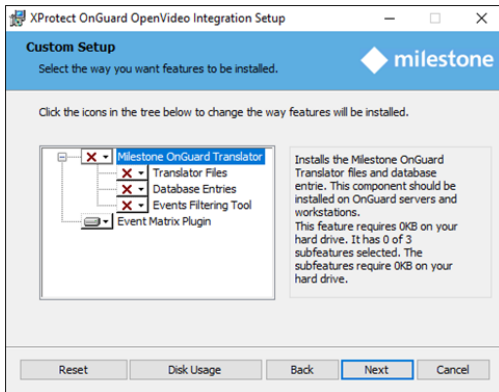 XProtect OnGuard OpenVideo Integration Setup
Custom Setup
Select the way you want features to be installed.
milestone
Click the icons in the tree below to change the way features will be installed.
Milestone OnGuard Translator
Translator Files
Database Entries
Events Filtering Tool
Event Matrix Plugin
Installs the Milestone OnGuard
Translator files and database
entrie. This component should be
installed on OnGuard servers and
workstations.
This feature requires 0KB on your
hard drive. It has 0 of 3
subfeatures selected. The
subfeatures require 0KB on your
hard drive.
Reset
Disk Usage
Back
Next
Cancel